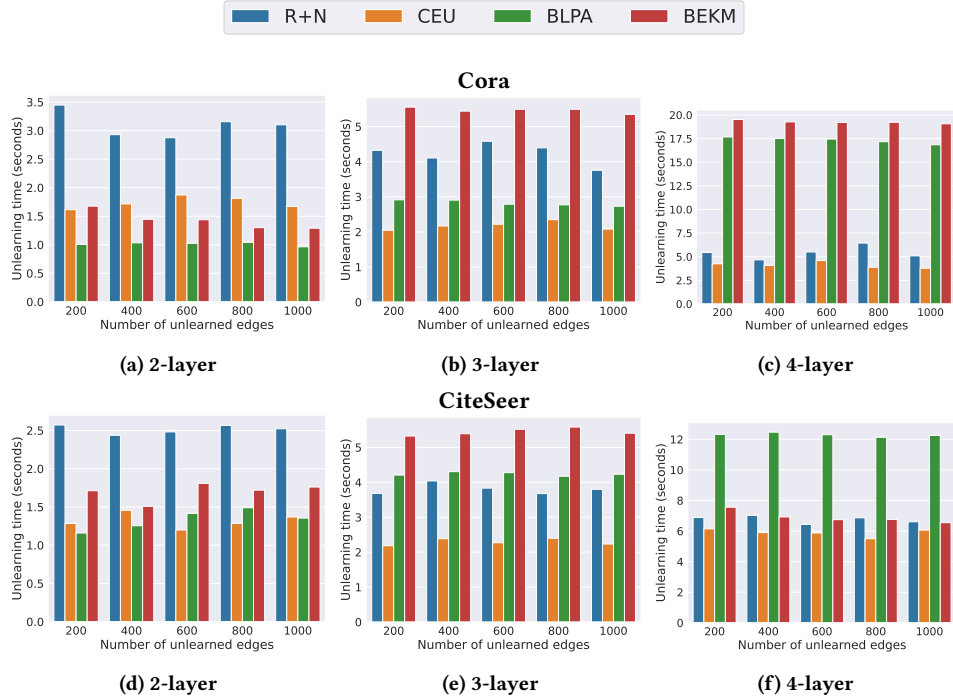 R+N CEU BLPA BEKM
Cora
Unlearning time (seconds)
3.5
3.0
2.5
2.0
1.5
1.0
0.5
0.0
200 400 600 800 1000
Number of unlearned edges
(a) 2-layer
Unlearning time (seconds)
5
4
3
2
1
0
200 400 600 800 1000
Number of unlearned edges
(b) 3-layer
Unlearning time (seconds)
20.0
17.5
15.0
12.5
10.0
7.5
5.0
2.5
0.0
200 400 600 800 1000
Number of unlearned edges
(c) 4-layer
CiteSeer
Unlearning time (seconds)
2.5
2.0
1.5
1.0
0.5
0.0
200 400 600 800 1000
Number of unlearned edges
(d) 2-layer
Unlearning time (seconds)
5
4
3
2
1
0
200 400 600 800 1000
Number of unlearned edges
(e) 3-layer
Unlearning time (seconds)
12
10
8
6
4
2
0
200 400 600 800 1000
Number of unlearned edges
(f) 4-layer